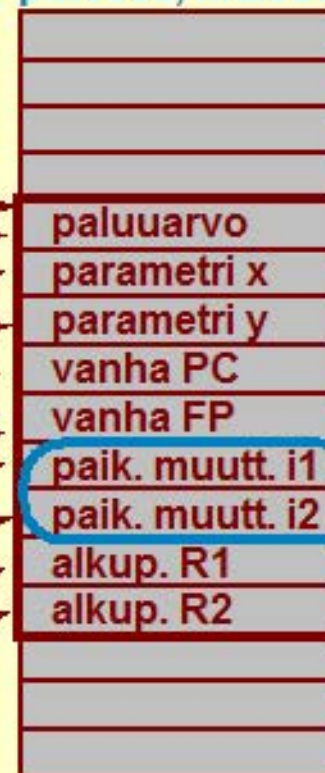 paluuarvo
parametri x
parametri y
vanha PC
vanha FP
paik. muutt. i1
paik. muutt. i2
alkup. R1
alkup. R2